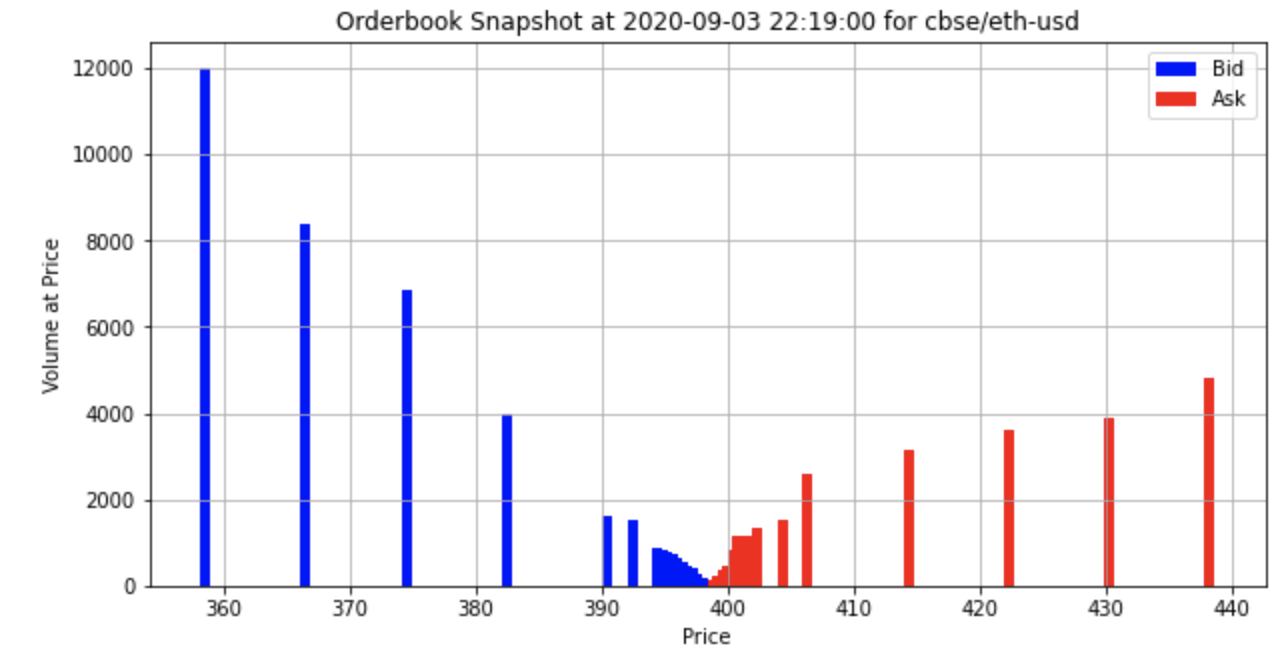 Orderbook Snapshot at 2020-09-03 22:19:00 for cbse/eth-usd
Bid
Ask
Volume at Price
12000
10000
8000
6000
4000
2000
0
360 370 380 390 400 410 420 430 440
Price